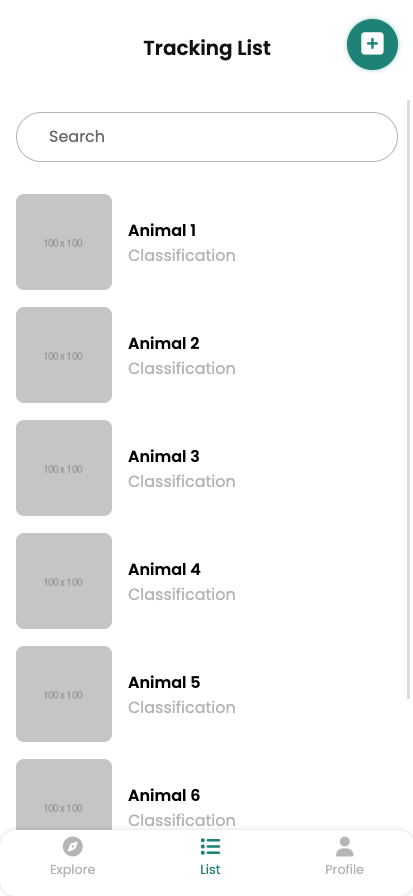 Tracking List
Search
100 x 100
Animal 1
Classification
100 x 100
Animal 2
Classification
100 x 100
Animal 3
Classification
100 x 100
Animal 4
Classification
100 x 100
Animal 5
Classification
100 x 100
Animal 6
Classification
Explore
List
Profile